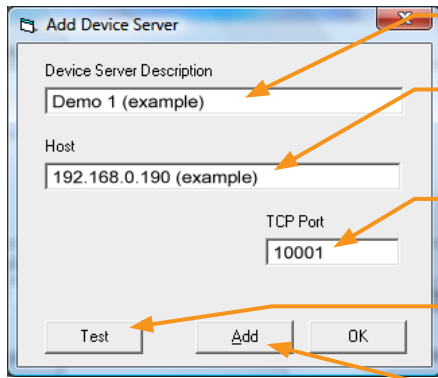 Add Device Server
Device Server Description
Demo 1 (example)
Host
192.168.0.190 (example)
TCP Port
10001
Test Add OK